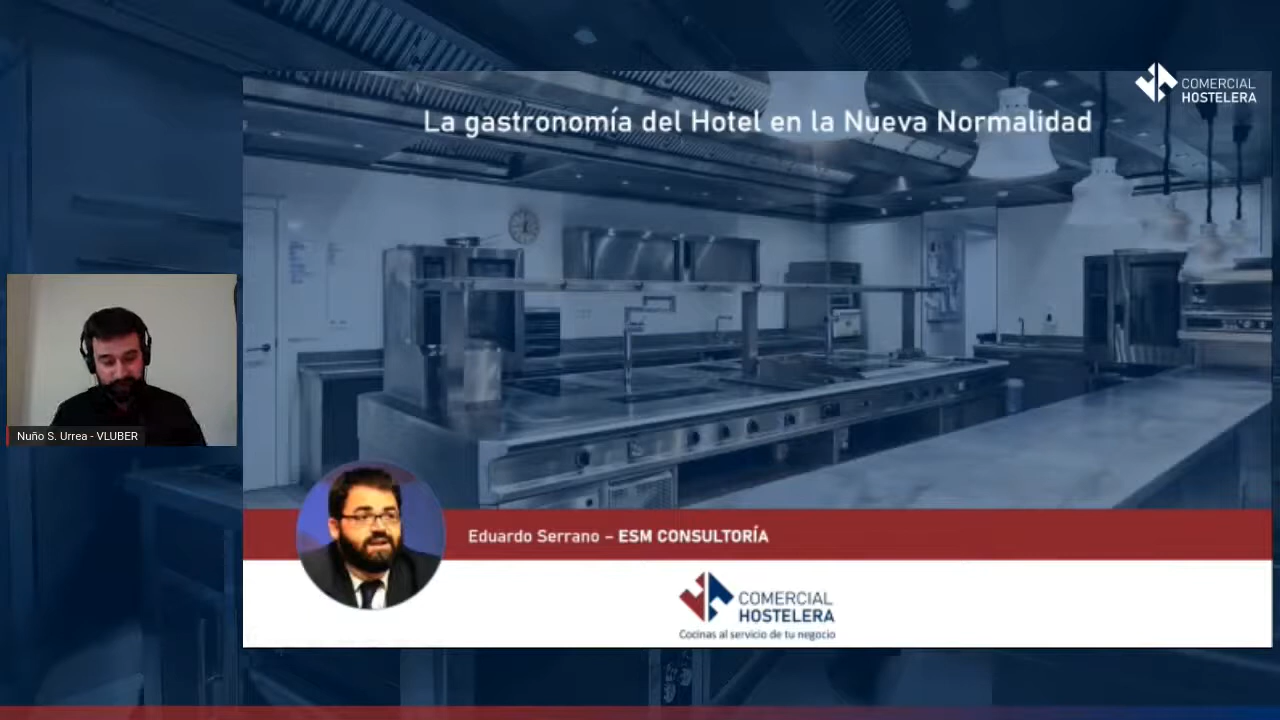 COMERCIAL
HOSTELERA
La gastronomía del Hotel en la Nueva Normalidad
Nuño S. Urrea - VLUBER
Eduardo Serrano – ESM CONSULTORÍA
COMERCIAL
HOSTELERA
Cocinas al servicio de tu negocio